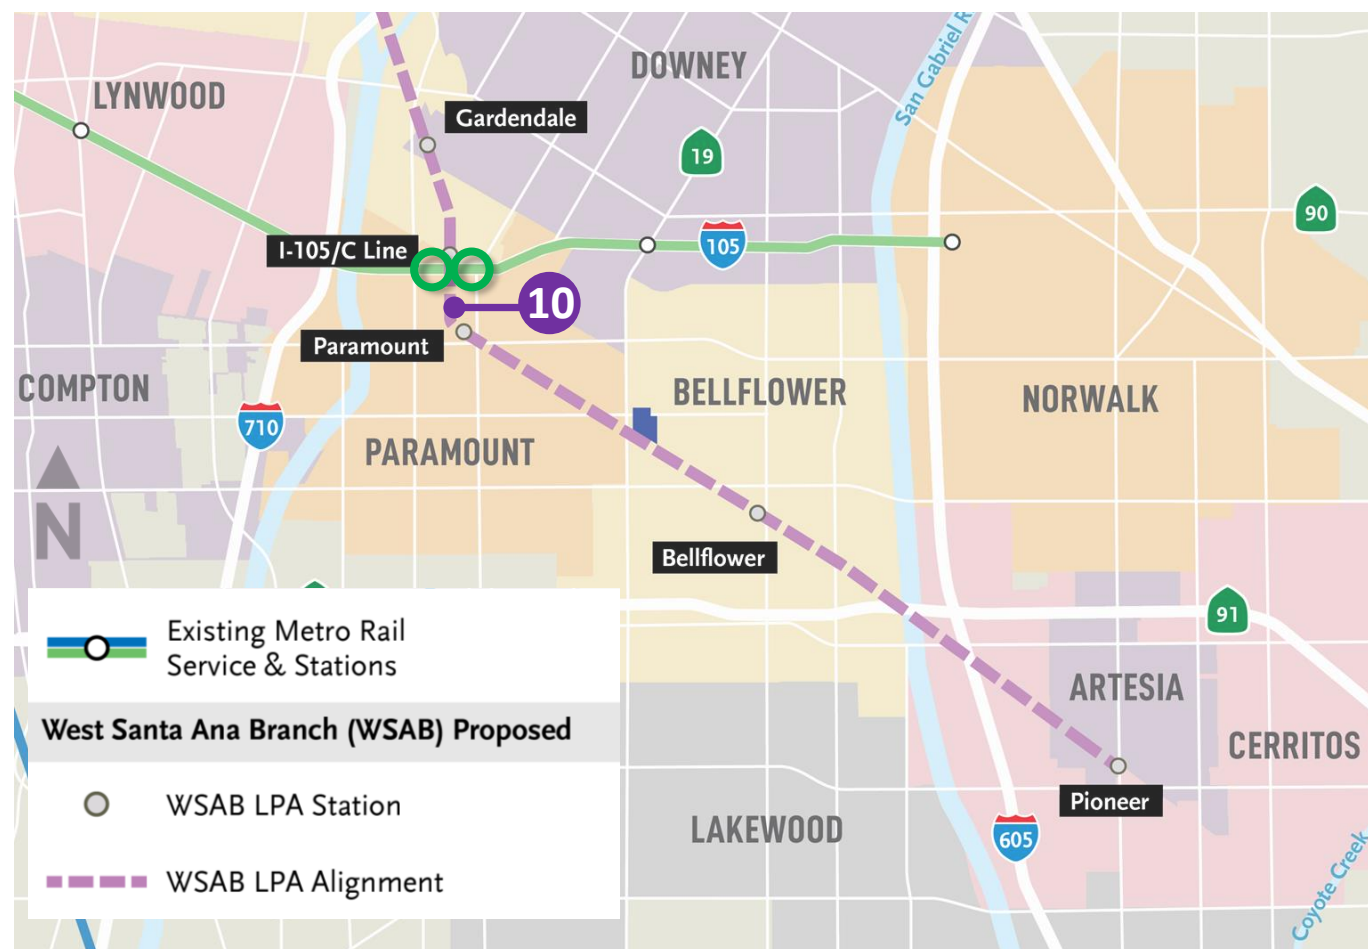 DOWNEY
LYNWOOD
San Gabriel R
Gardendale
19
90
I-105/C Line
105
10
Paramount
COMPTON
BELLFLOWER
NORWALK
710
PARAMOUNT
N
Bellflower
91
Existing Metro Rail
Service & Stations
West Santa Ana Branch (WSAB) Proposed
WSAB LPA Station
WSAB LPA Alignment
ARTESIA
CERRITOS
Pioneer
LAKEWOOD
605
Coyote Creek